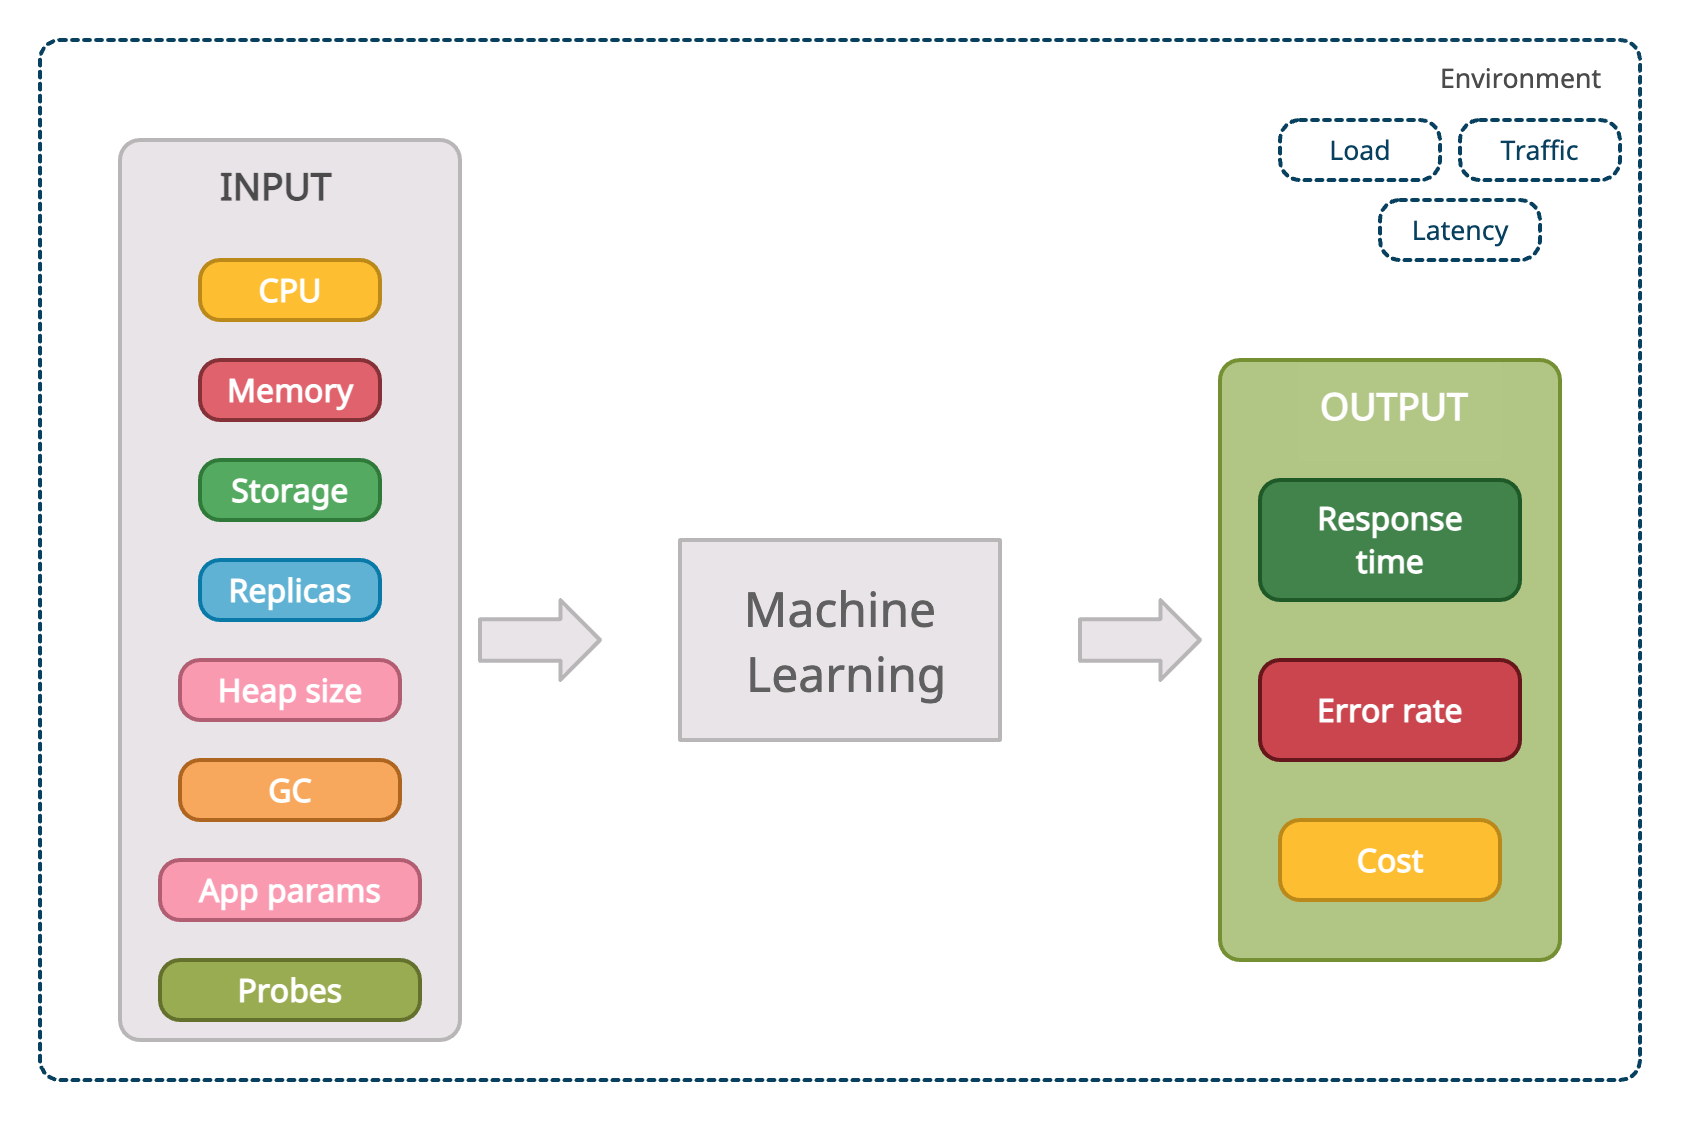 Environment
Load
Traffic
Latency
INPUT
CPU
Memory
Storage
Replicas
Heap size
GC
App params
Probes
Machine
Learning
OUTPUT
Response
time
Error rate
Cost